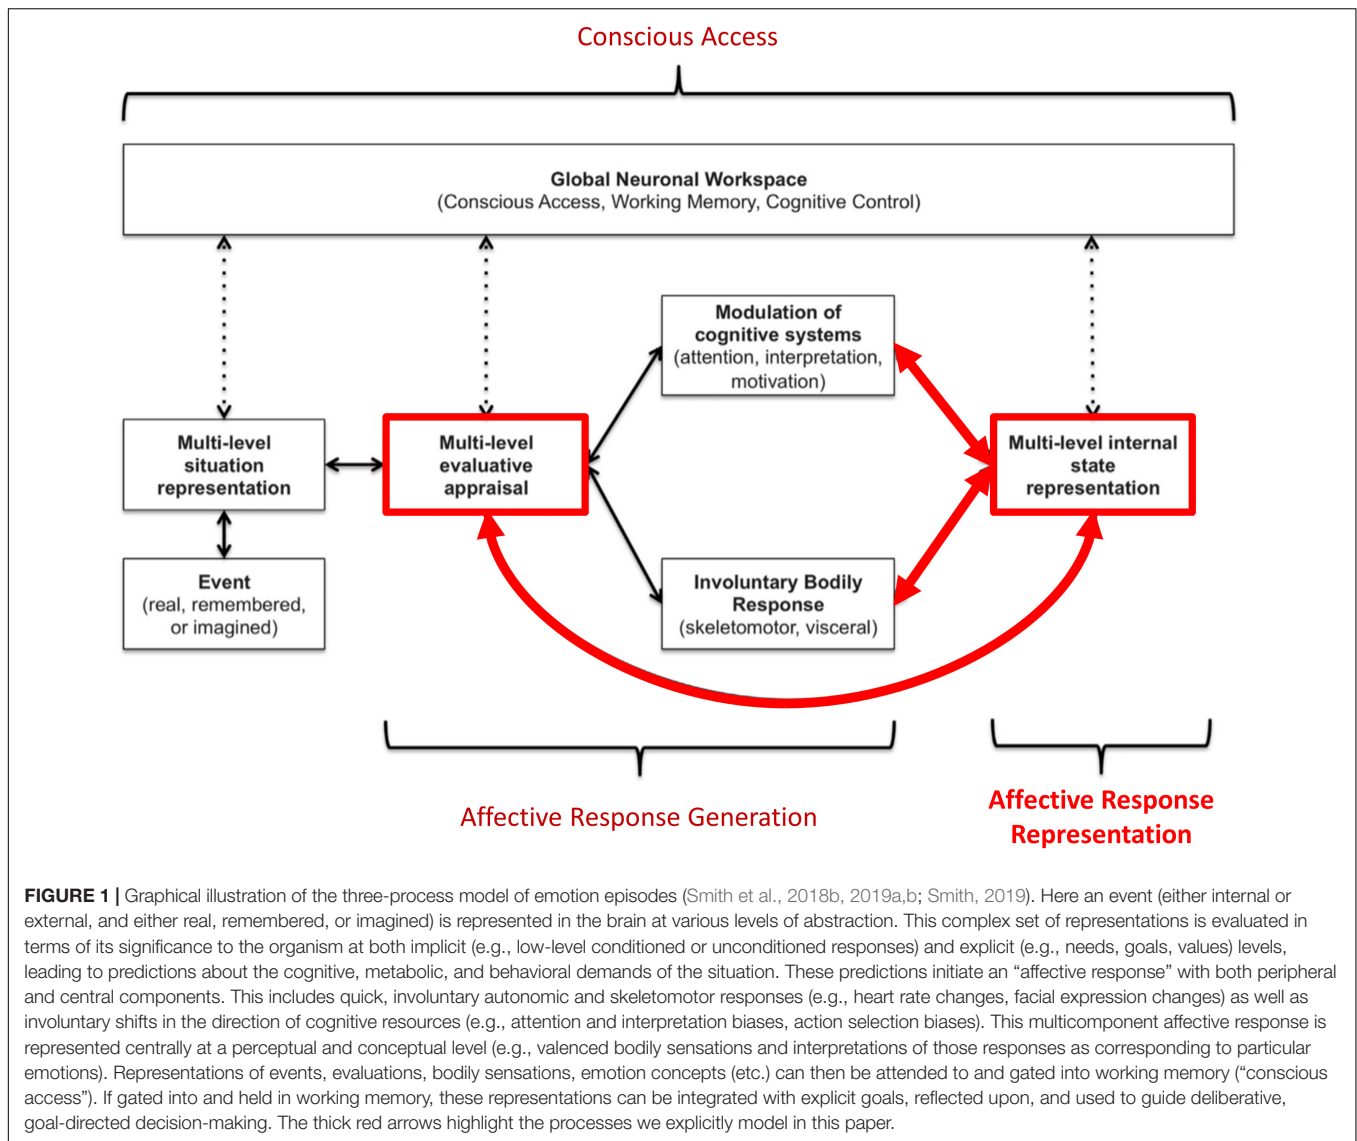 Conscious Access
Global Neuronal Workspace
(Conscious Access, Working Memory, Cognitive Control)
Modulation of
cognitive systems
(attention, interpretation,
motivation)
Multi-level
situation
representation
Multi-level
evaluative
appraisal
Multi-level internal
state
representation
Event
(real, remembered,
or imagined)
Involuntary Bodily
Response
(skeletomotor, visceral)
Affective Response Generation
Affective Response
Representation
FIGURE 1 | Graphical illustration of the three-process model of emotion episodes (Smith et al., 2018b, 2019a,b; Smith, 2019). Here an event (either internal or
external, and either real, remembered, or imagined) is represented in the brain at various levels of abstraction. This complex set of representations is evaluated in
terms of its significance to the organism at both implicit (e.g., low-level conditioned or unconditioned responses) and explicit (e.g., needs, goals, values) levels,
leading to predictions about the cognitive, metabolic, and behavioral demands of the situation. These predictions initiate an “affective response” with both peripheral
and central components. This includes quick, involuntary autonomic and skeletomotor responses (e.g., heart rate changes, facial expression changes) as well as
involuntary shifts in the direction of cognitive resources (e.g., attention and interpretation biases, action selection biases). This multicomponent affective response is
represented centrally at a perceptual and conceptual level (e.g., valenced bodily sensations and interpretations of those responses as corresponding to particular
emotions). Representations of events, evaluations, bodily sensations, emotion concepts (etc.) can then be attended to and gated into working memory (“conscious
access”). If gated into and held in working memory, these representations can be integrated with explicit goals, reflected upon, and used to guide deliberative,
goal-directed decision-making. The thick red arrows highlight the processes we explicitly model in this paper.